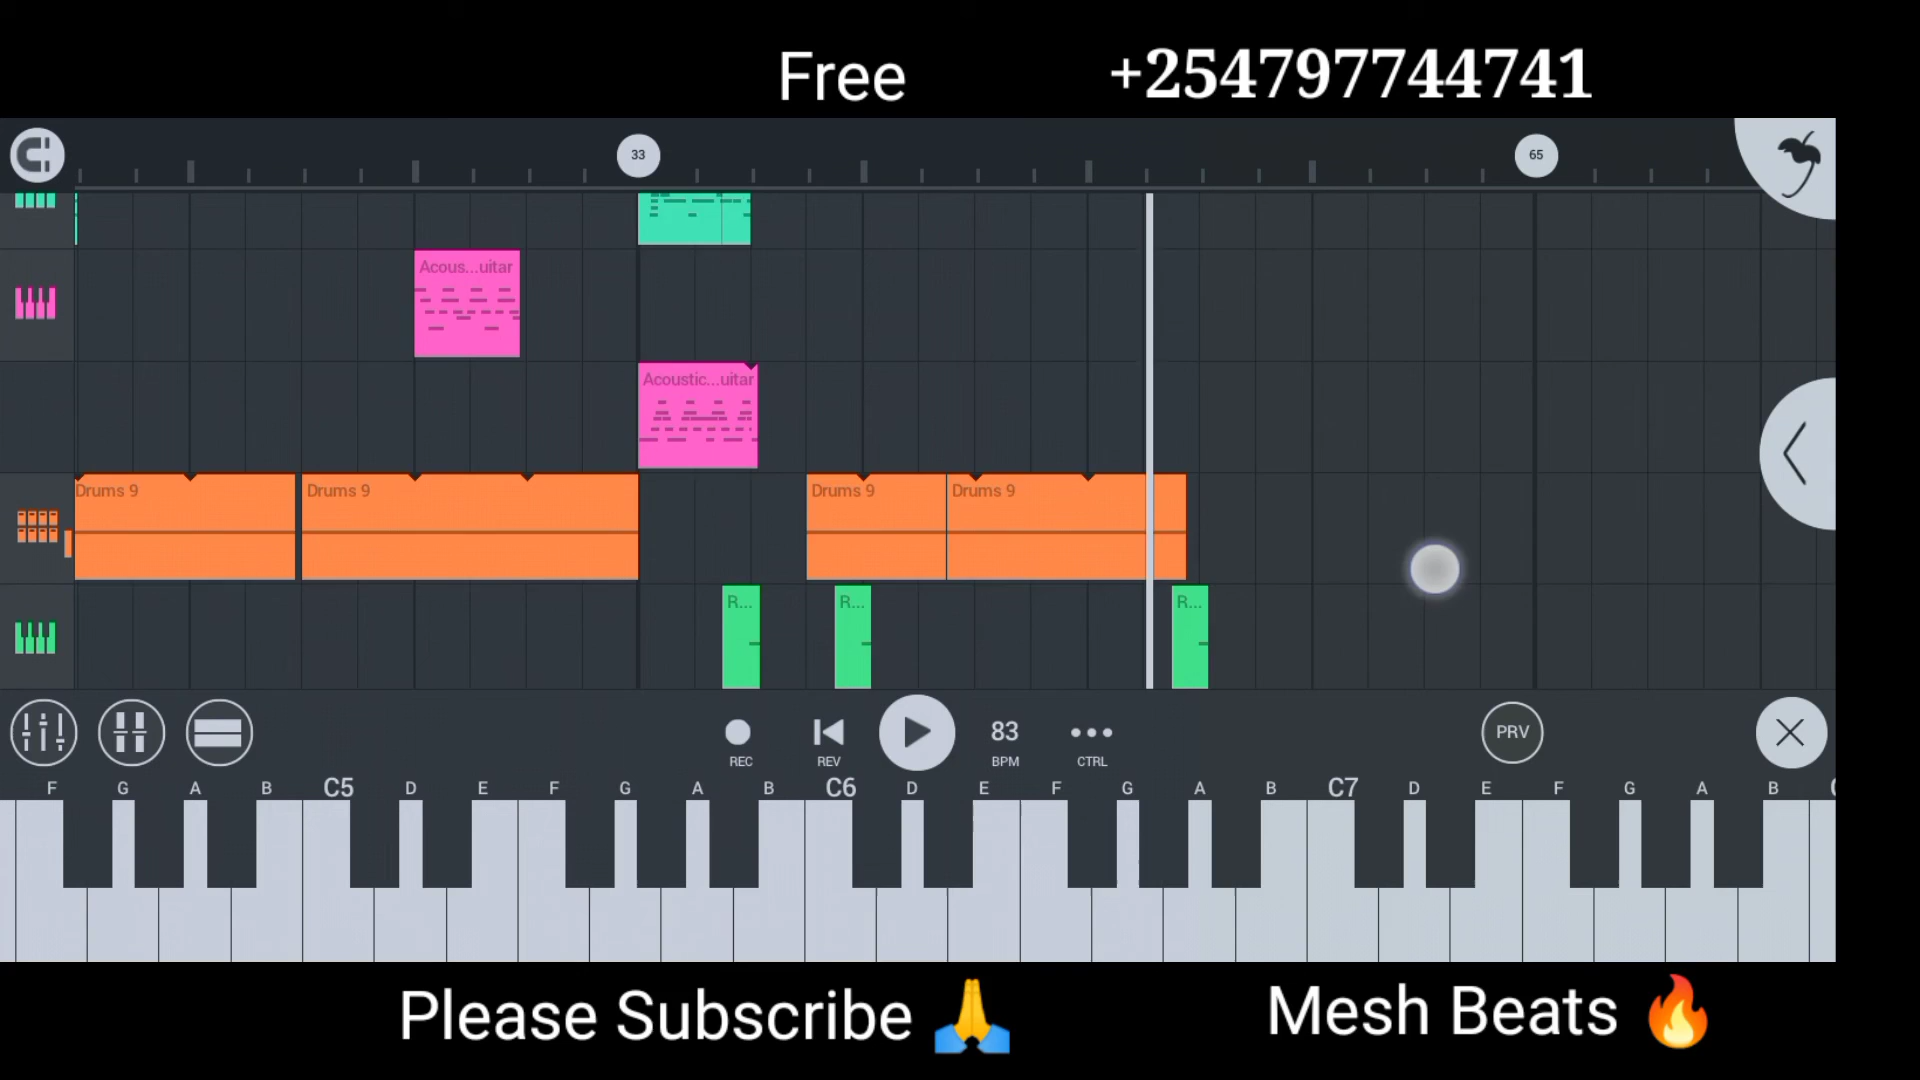 Free
+254797744741
33
65
Acous...uitar
Acoustic...uitar
Drums 9
Drums 9
Drums 9
Drums 9
R...
R...
R...
83
PRV
REC
REV
BPM
CTRL
F G A B C5 D E F G A B C6 D E F G A B C7 D E F G A B
Please Subscribe 🙏
Mesh Beats 🔥